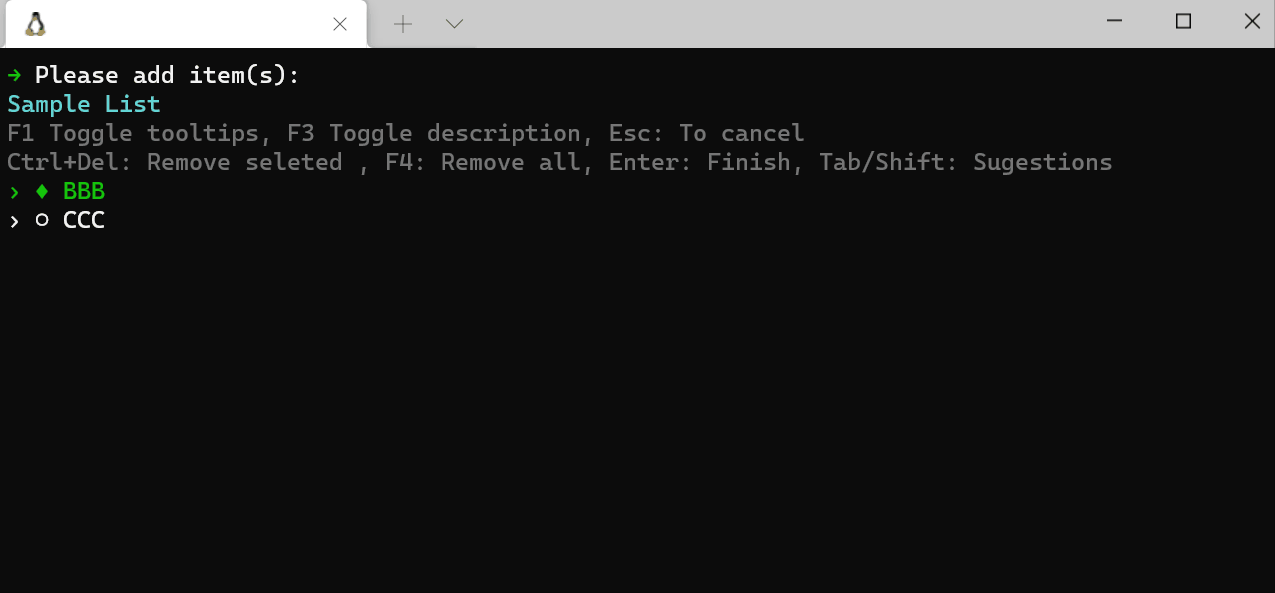 → Please add item(s):
Sample List
F1 Toggle tooltips, F3 Toggle description, Esc: To cancel
Ctrl+Del: Remove seleted , F4: Remove all, Enter: Finish, Tab/Shift: Sugestions
› ♦ BBB
› ○ CCC